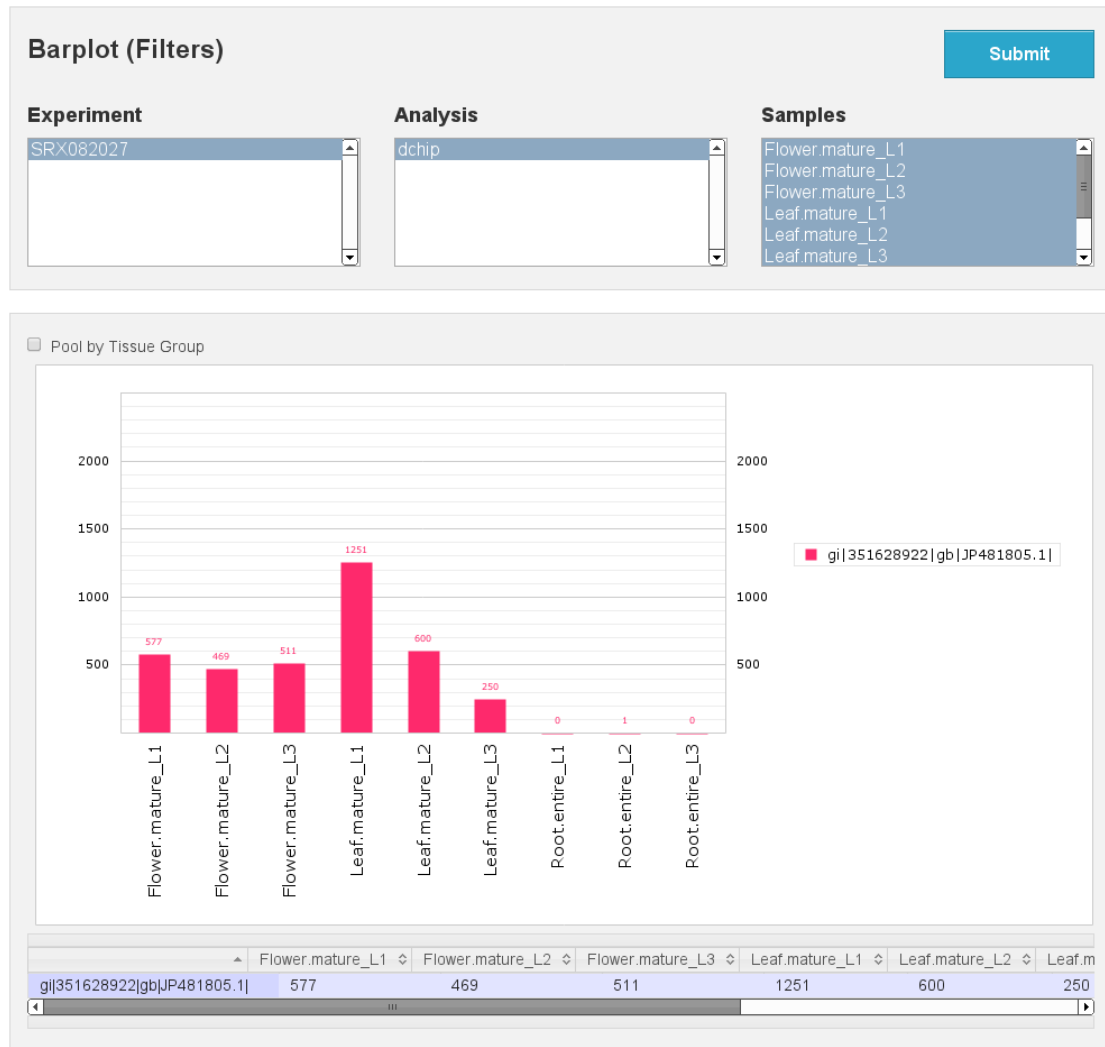 Barplot (Filters)
Submit
Experiment
Analysis
Samples
SRX082027
dchip
Flower.mature_L1
Flower.mature_L2
Flower.mature_L3
Leaf.mature_L1
Leaf.mature_L2
Leaf.mature_L3
Pool by Tissue Group
2000
1500
1000
500
577
469
511
1251
600
250
0
1
0
2000
1500
1000
500
gi|351628922|gb|JP481805.1|
Flower.mature_L1
Flower.mature_L2
Flower.mature_L3
Leaf.mature_L1
Leaf.mature_L2
Leaf.mature_L3
Root.entire_L1
Root.entire_L2
Root.entire_L3
Flower.mature_L1 Flower.mature_L2 Flower.mature_L3 Leaf.mature_L1 Leaf.mature_L2 Leaf.m
gi|351628922|gb|JP481805.1| 577 469 511 1251 600 250